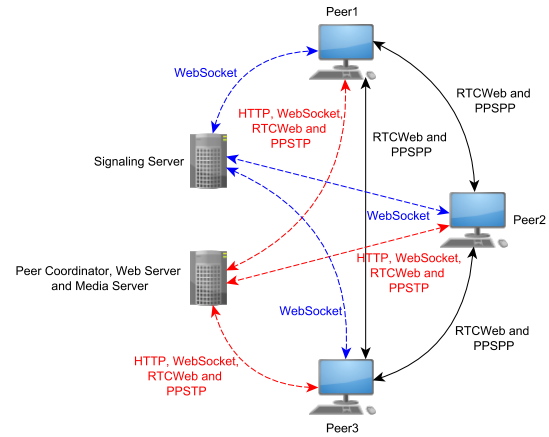 Peer1
WebSocket
RTCWeb and
PPSPP
HTTP, WebSocket,
RTCWeb and
PPSTP
RTCWeb and
PPSPP
Signaling Server
WebSocket
Peer2
Peer Coordinator, Web Server
and Media Server
HTTP, WebSocket,
RTCWeb and
PPSTP
WebSocket
RTCWeb and
PPSPP
HTTP, WebSocket,
RTCWeb and
PPSTP
Peer3